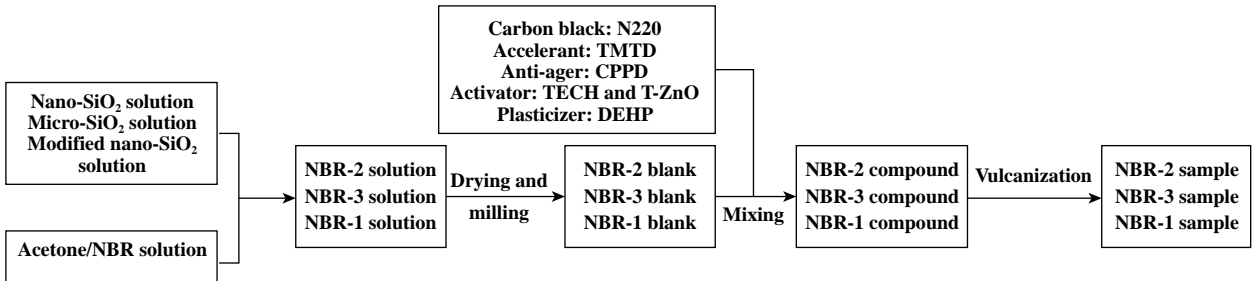 Carbon black: N220
Accelerant: TMTD
Anti-ager: CPPD
Activator: TECH and T-ZnO
Plasticizer: DEHP
Nano-SiO₂ solution
Micro-SiO₂ solution
Modified nano-SiO₂
solution
Acetone/NBR solution
NBR-2 solution
NBR-3 solution
NBR-1 solution
Drying and
milling
NBR-2 blank
NBR-3 blank
NBR-1 blank
Mixing
NBR-2 compound
NBR-3 compound
NBR-1 compound
Vulcanization
NBR-2 sample
NBR-3 sample
NBR-1 sample